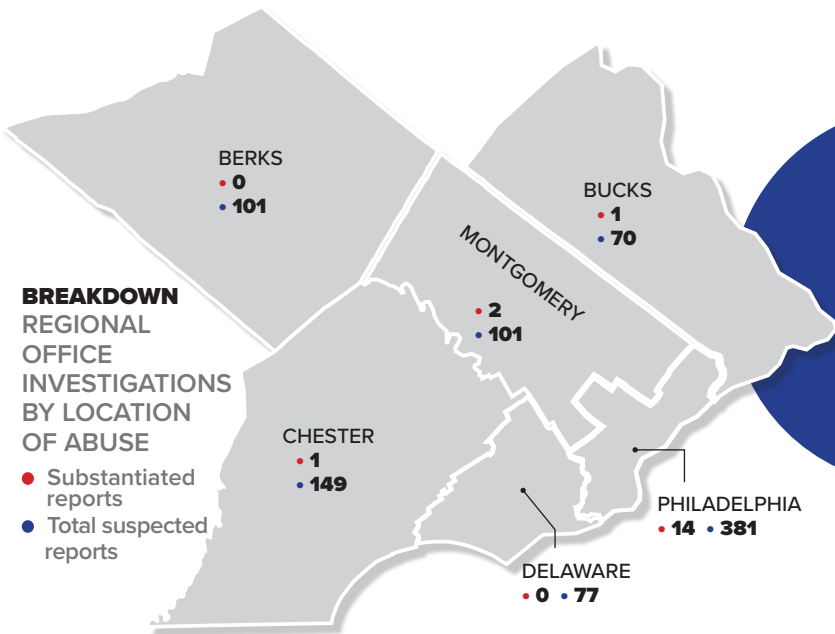 BERKS
• 0
• 101
BUCKS
• 1
• 70
MONTGOMERY
• 2
• 101
BREAKDOWN
REGIONAL
OFFICE
INVESTIGATIONS
BY LOCATION
OF ABUSE
• Substantiated
reports
• Total suspected
reports
CHESTER
• 1
• 149
PHILADELPHIA
• 14 • 381
DELAWARE
• 0 • 77